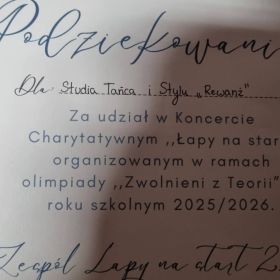 Podziękowani
Dla: Studia Tańca i Stylu „Rewanż"
Za udział w Koncercie
Charytatywnym ,,Łapy na star
organizowanym w ramach
olimpiady ,,Zwolnieni z Teorii"
roku szkolnym 2025/2026.
Zespół Łapy na start 2